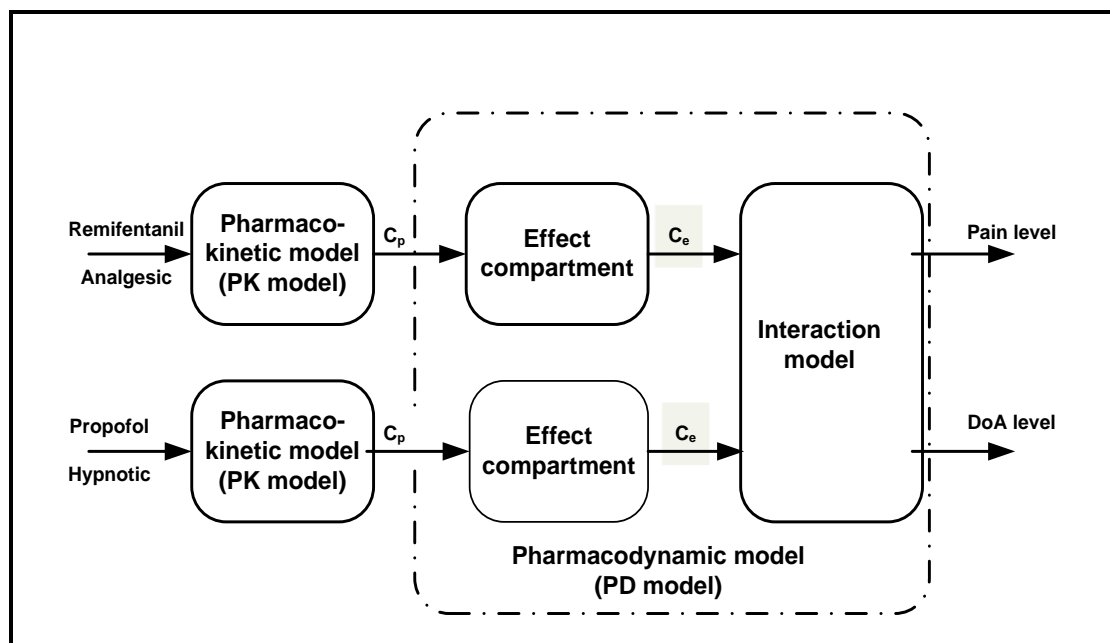 Remifentanil
Analgesic
Pharmaco-
kinetic model
(PK model)
Cp
Effect
compartment
Ce
Interaction
model
Pain level
Propofol
Hypnotic
Pharmaco-
kinetic model
(PK model)
Cp
Effect
compartment
Ce
DoA level
Pharmacodynamic model
(PD model)